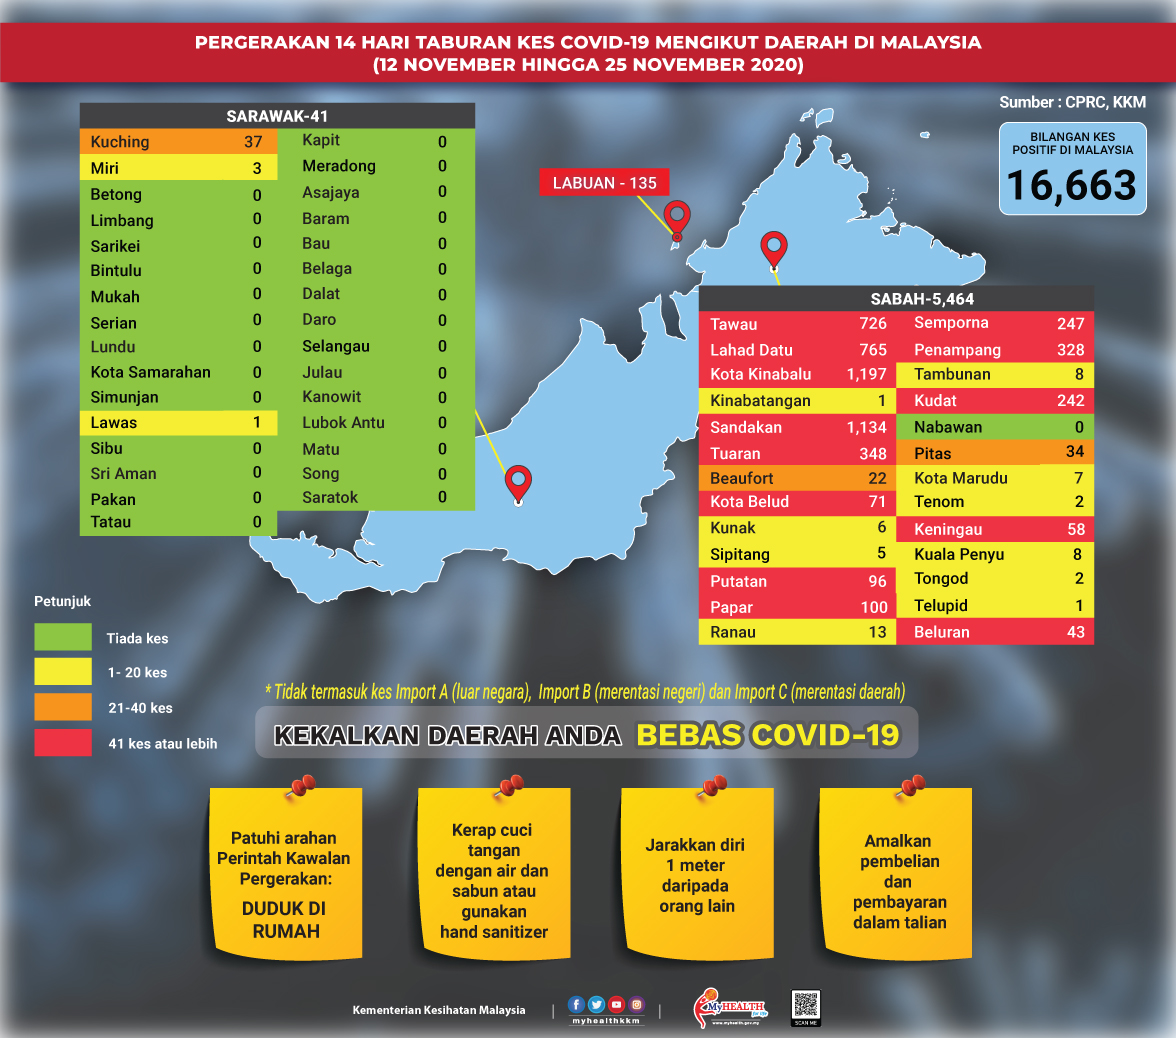 PERGERAKAN 14 HARI TABURAN KES COVID-19 MENGIKUT DAERAH DI MALAYSIA
(12 NOVEMBER HINGGA 25 NOVEMBER 2020)
Sumber : CPRC, KKM
BILANGAN KES
POSITIF DI MALAYSIA
16,663
SARAWAK-41
Kuching 37
Miri 3
Betong 0
Limbang 0
Sarikei 0
Bintulu 0
Mukah 0
Serian 0
Lundu 0
Kota Samarahan 0
Simunjan 0
Lawas 1
Sibu 0
Sri Aman 0
Pakan 0
Tatau 0
Kapit 0
Meradong 0
Asajaya 0
Baram 0
Bau 0
Belaga 0
Dalat 0
Daro 0
Selangau 0
Julau 0
Kanowit 0
Lubok Antu 0
Matu 0
Song 0
Saratok 0
LABUAN - 135
SABAH-5,464
Tawau 726
Lahad Datu 765
Kota Kinabalu 1,197
Kinabatangan 1
Sandakan 1,134
Tuaran 348
Beaufort 22
Kota Belud 71
Kunak 6
Sipitang 5
Putatan 96
Papar 100
Ranau 13
Semporna 247
Penampang 328
Tambunan 8
Kudat 242
Nabawan 0
Pitas 34
Kota Marudu 7
Tenom 2
Keningau 58
Kuala Penyu 8
Tongod 2
Telupid 1
Beluran 43
Petunjuk
Tiada kes
1- 20 kes
21-40 kes
41 kes atau lebih
* Tidak termasuk kes Import A (luar negara), Import B (merentasi negeri) dan Import C (merentasi daerah)
KEKALKAN DAERAH ANDA BEBAS COVID-19
Patuhi arahan
Perintah Kawalan
Pergerakan:
DUDUK DI
RUMAH
Kerap cuci
tangan
dengan air dan
sabun atau
gunakan
hand sanitizer
Jarakkan diri
1 meter
daripada
orang lain
Amalkan
pembelian
dan
pembayaran
dalam talian
Kementerian Kesihatan Malaysia
myhealthkkm
MyHEALTH
for life
www.myhealth.gov.my
SCAN ME